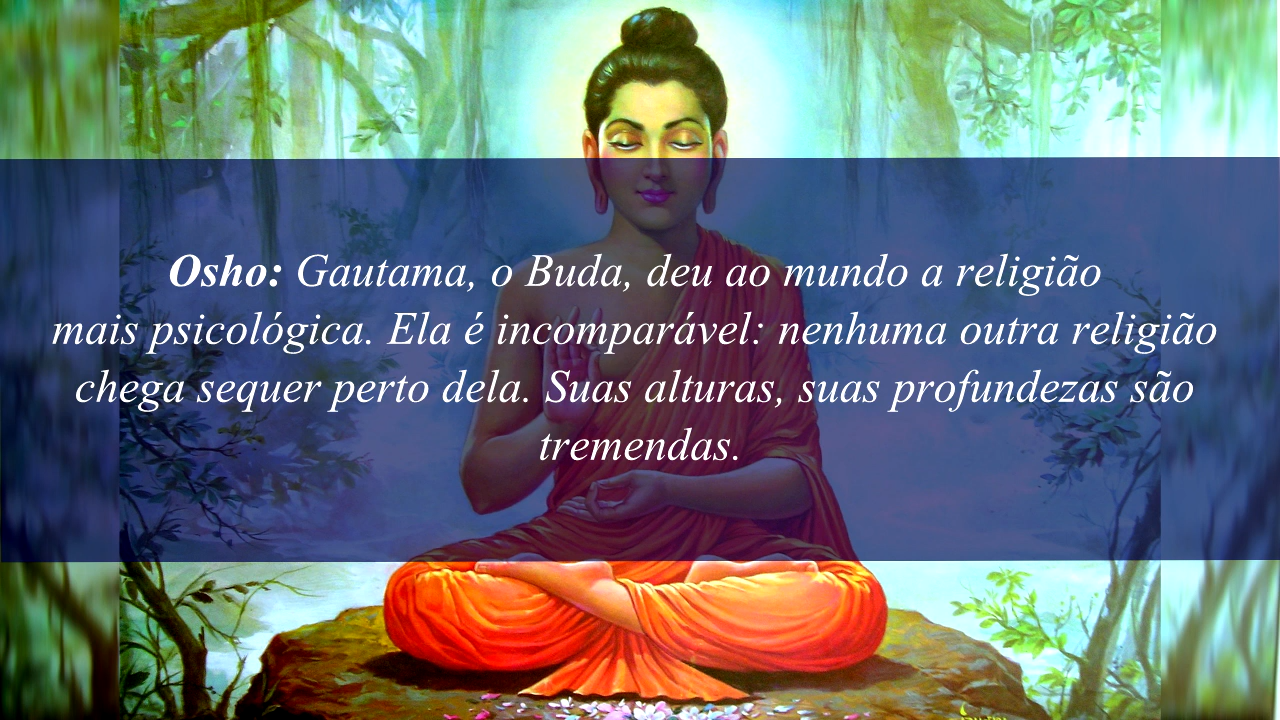 Osho: Gautama, o Buda, deu ao mundo a religião
mais psicológica. Ela é incomparável: nenhuma outra religião
chega sequer perto dela. Suas alturas, suas profundezas são
tremendas.